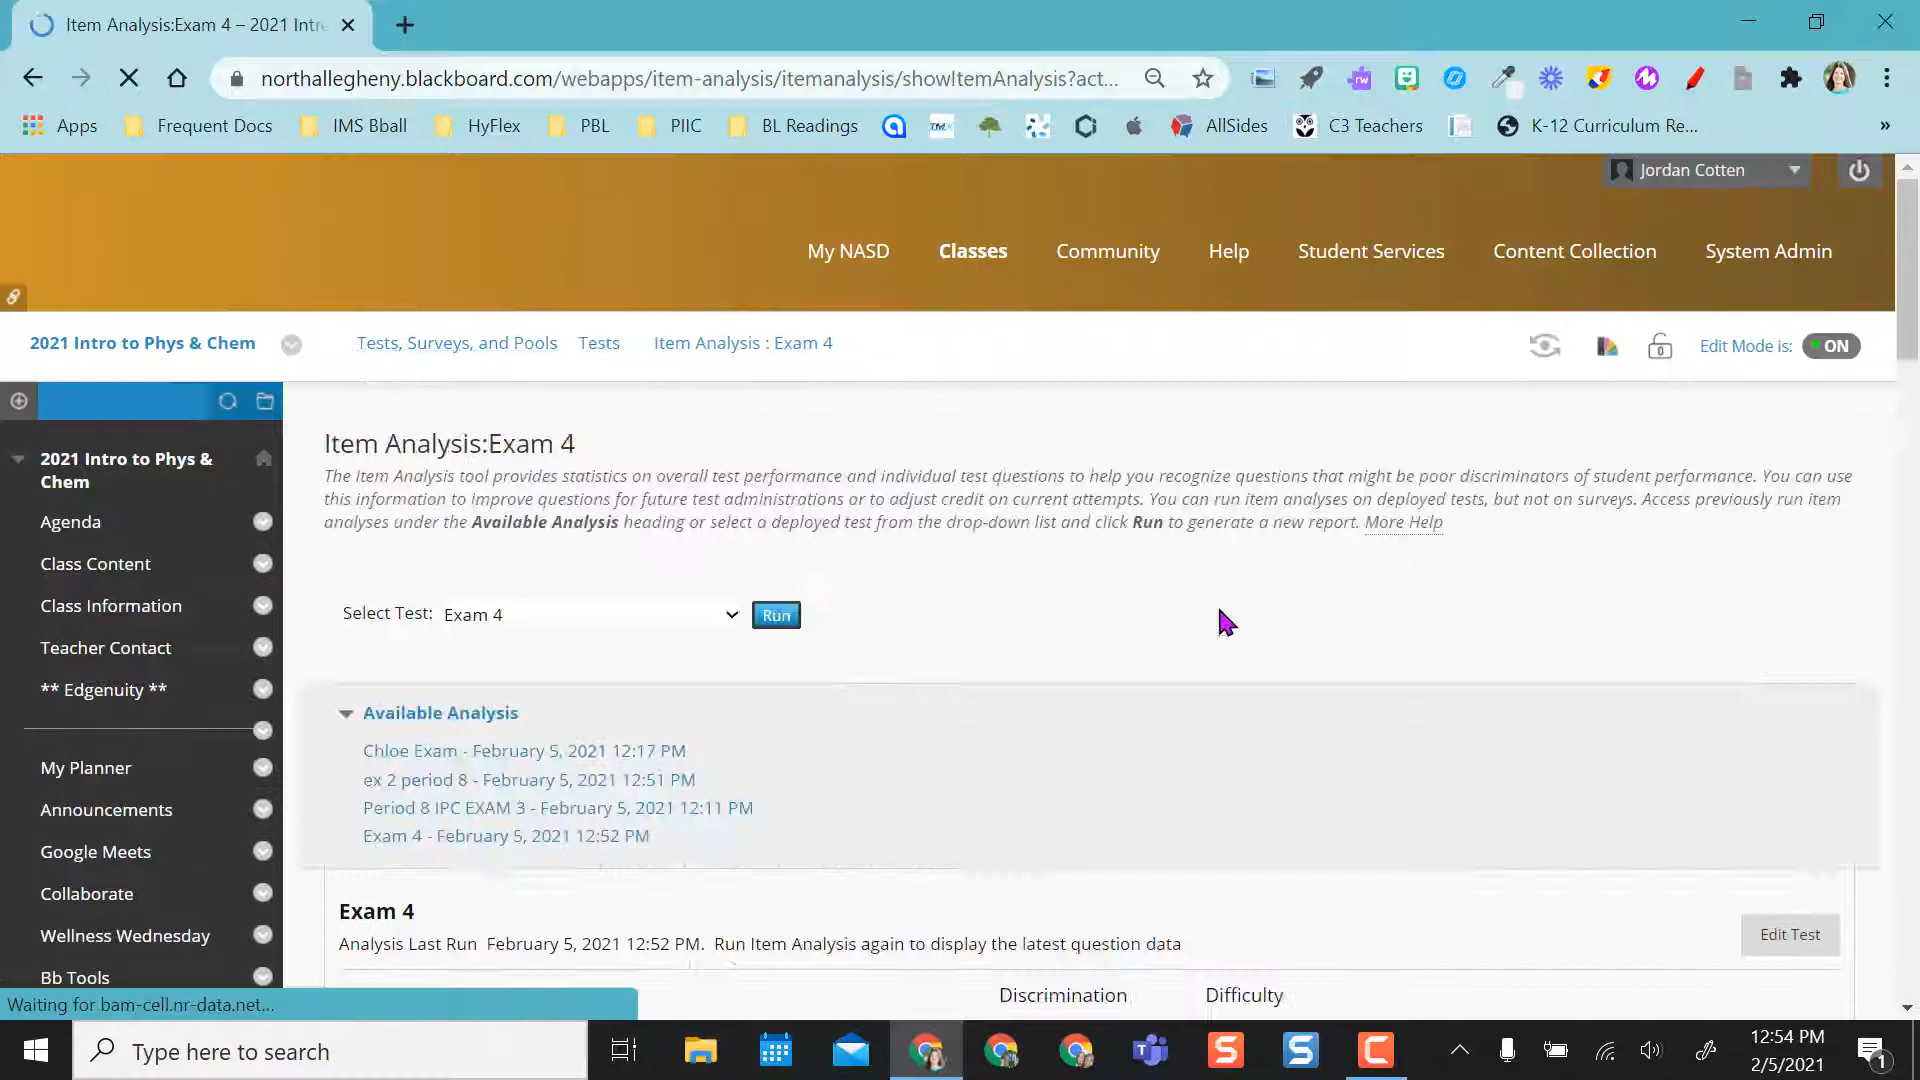 Item Analysis:Exam 4 – 2021 Intr
northallegheny.blackboard.com/webapps/item-analysis/itemanalysis/showItemAnalysis?act...
Apps Frequent Docs IMS Bball HyFlex PBL PIIC BL Readings AllSides C3 Teachers K-12 Curriculum Re... »
Jordan Cotten
My NASD Classes Community Help Student Services Content Collection System Admin
2021 Intro to Phys & Chem Tests, Surveys, and Pools Tests Item Analysis : Exam 4 Edit Mode is: ON
2021 Intro to Phys &
Chem
Agenda
Class Content
Class Information
Teacher Contact
** Edgenuity **
My Planner
Announcements
Google Meets
Collaborate
Wellness Wednesday
Bb Tools
Item Analysis:Exam 4
The Item Analysis tool provides statistics on overall test performance and individual test questions to help you recognize questions that might be poor discriminators of student performance. You can use
this information to improve questions for future test administrations or to adjust credit on current attempts. You can run item analyses on deployed tests, but not on surveys. Access previously run item
analyses under the Available Analysis heading or select a deployed test from the drop-down list and click Run to generate a new report. More Help
Select Test: Exam 4 Run
Available Analysis
Chloe Exam - February 5, 2021 12:17 PM
ex 2 period 8 - February 5, 2021 12:51 PM
Period 8 IPC EXAM 3 - February 5, 2021 12:11 PM
Exam 4 - February 5, 2021 12:52 PM
Exam 4
Analysis Last Run February 5, 2021 12:52 PM. Run Item Analysis again to display the latest question data
Edit Test
Discrimination Difficulty
Waiting for bam-cell.nr-data.net...
Type here to search
12:54 PM
2/5/2021
1